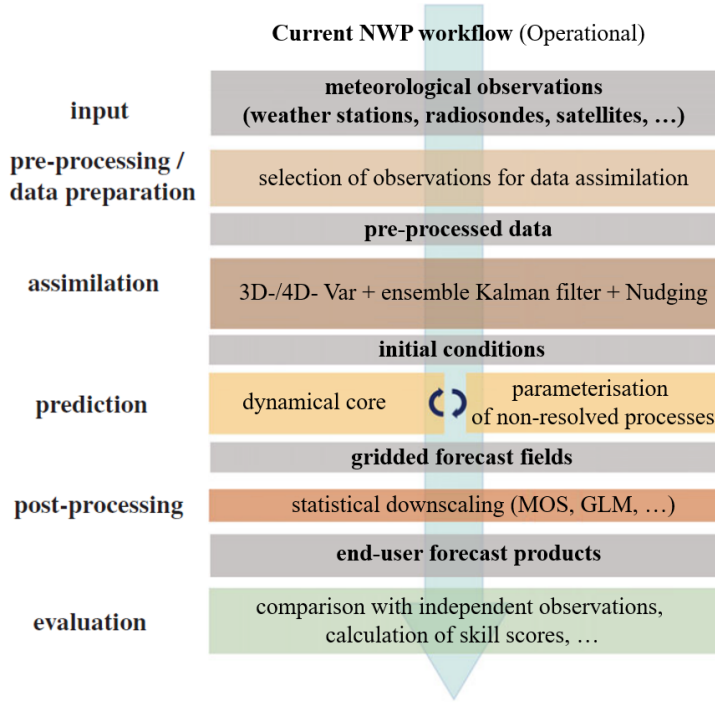 Current NWP workflow (Operational)
input
meteorological observations
(weather stations, radiosondes, satellites, …)
pre-processing /
data preparation
selection of observations for data assimilation
pre-processed data
assimilation
3D-/4D- Var + ensemble Kalman filter + Nudging
initial conditions
prediction
dynamical core
parameterisation
of non-resolved processes
gridded forecast fields
post-processing
statistical downscaling (MOS, GLM, …)
end-user forecast products
evaluation
comparison with independent observations,
calculation of skill scores, …